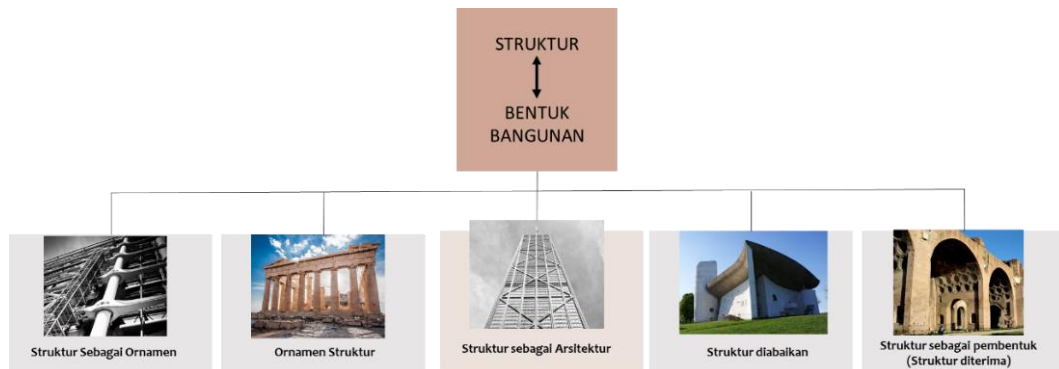 STRUKTUR
BENTUK
BANGUNAN
Struktur Sebagai Ornamen
Ornamen Struktur
Struktur sebagai Arsitektur
Struktur diabaikan
Struktur sebagai pembentuk
(Struktur diterima)